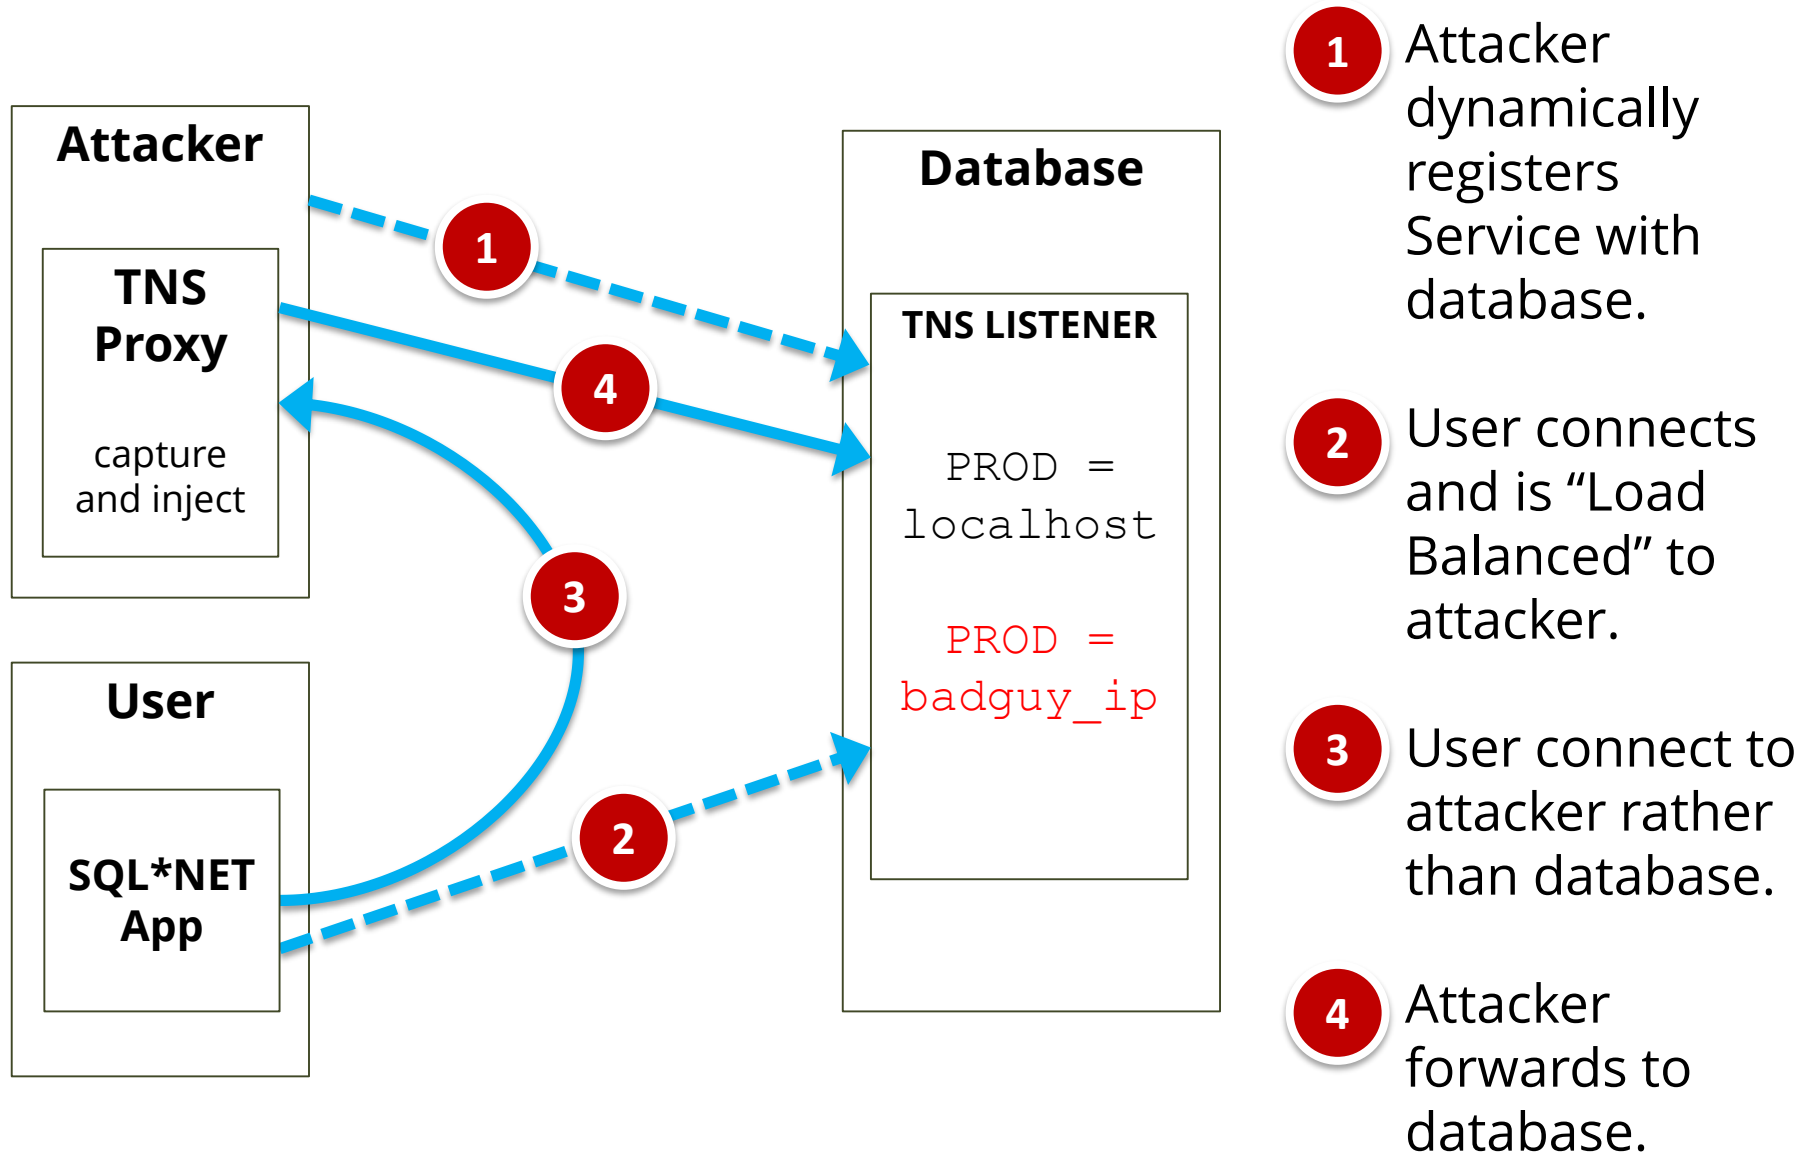 Attacker
TNS
Proxy
capture
and inject
User
SQL*NET
App
1
4
3
2
Database
TNS LISTENER
PROD =
localhost
PROD =
badguy_ip
1
Attacker
dynamically
registers
Service with
database.
2
User connects
and is “Load
Balanced” to
attacker.
3
User connect to
attacker rather
than database.
4
Attacker
forwards to
database.